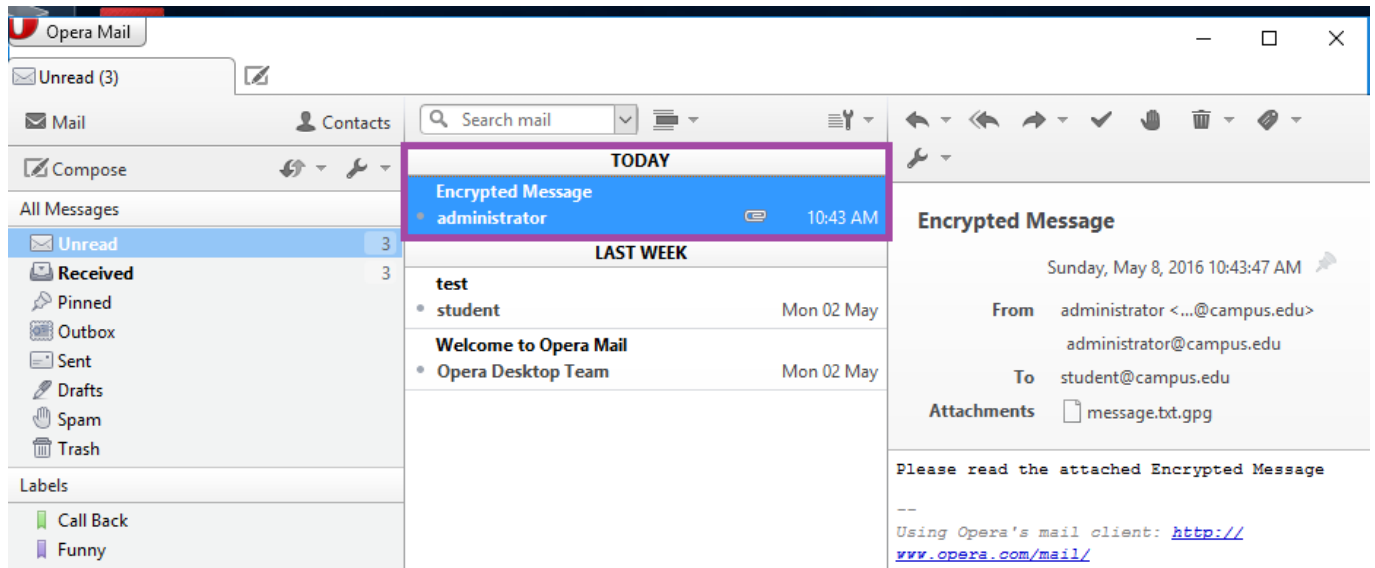 Opera Mail
Unread (3)
Mail
Contacts
Search mail
Compose
All Messages
Unread 3
Received 3
Pinned
Outbox
Sent
Drafts
Spam
Trash
Labels
Call Back
Funny
TODAY
Encrypted Message
administrator 10:43 AM
LAST WEEK
test
student Mon 02 May
Welcome to Opera Mail
Opera Desktop Team Mon 02 May
Encrypted Message
Sunday, May 8, 2016 10:43:47 AM
From administrator <...@campus.edu>
administrator@campus.edu
To student@campus.edu
Attachments message.txt.gpg
Please read the attached Encrypted Message
--
Using Opera's mail client: http://
www.opera.com/mail/